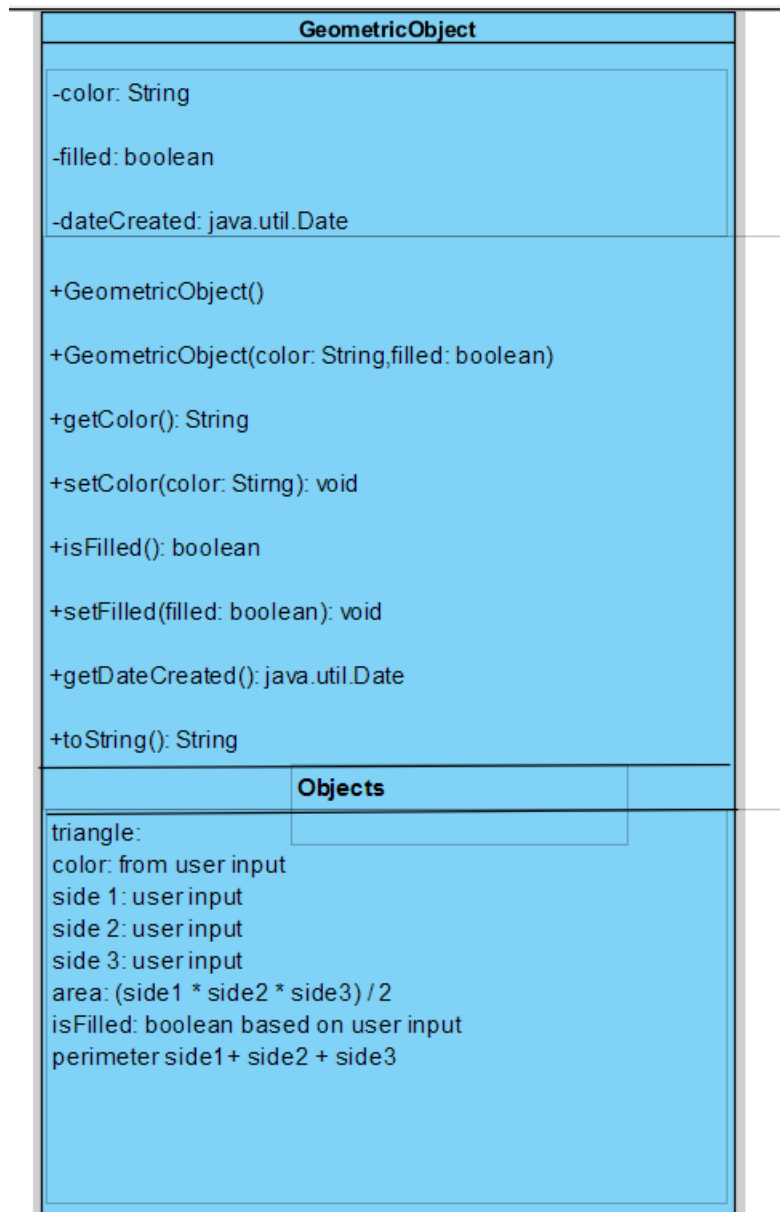 GeometricObject
-color: String
-filled: boolean
-dateCreated: java.util.Date
+GeometricObject()
+GeometricObject(color: String,filled: boolean)
+getColor(): String
+setColor(color: Stirng): void
+isFilled(): boolean
+setFilled(filled: boolean): void
+getDateCreated(): java.util.Date
+toString(): String
Objects
triangle:
color: from user input
side 1: user input
side 2: user input
side 3: user input
area: (side1 * side2 * side3) / 2
isFilled: boolean based on user input
perimeter side1+ side2 + side3